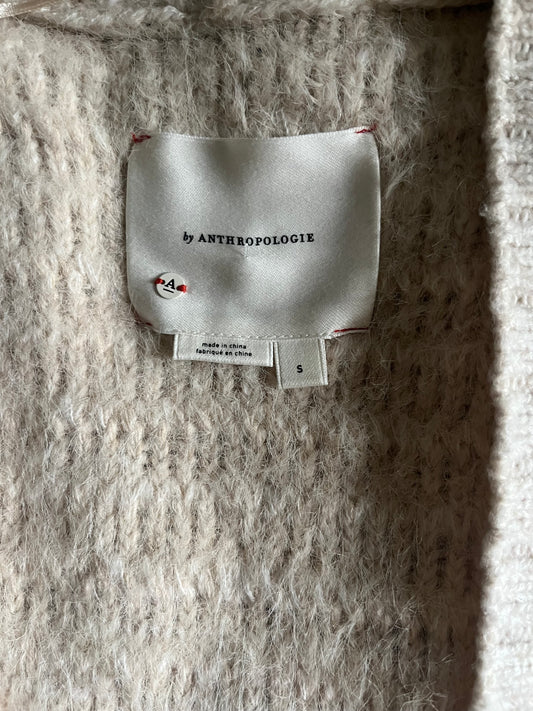 by ANTHROPOLOGIE
A
made in china
fabriqué en chine
S